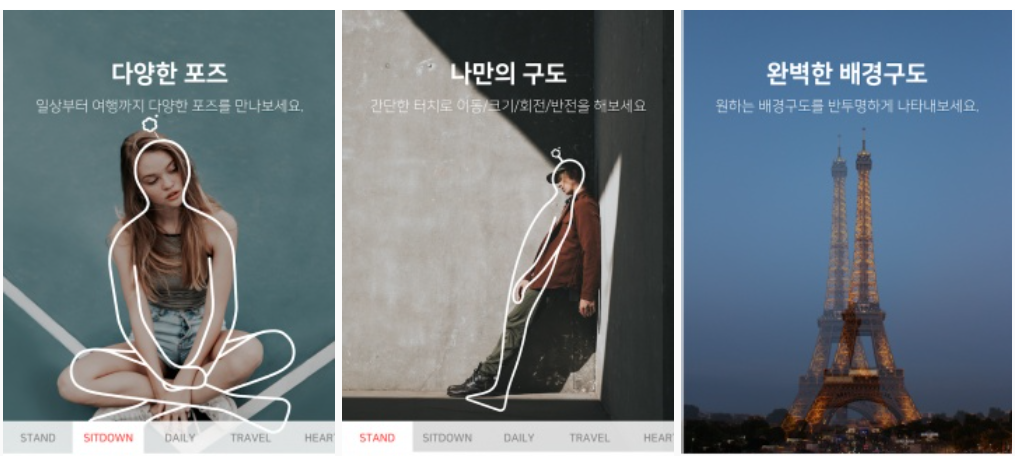 다양한 포즈
일상부터 여행까지 다양한 포즈를 만나보세요.
STAND SITDOWN DAILY TRAVEL HEART
나만의 구도
간단한 터치로 이동/크기/회전/반전을 해보세요
STAND SITDOWN DAILY TRAVEL HEAR
완벽한 배경구도
원하는 배경구도를 반투명하게 나타내보세요.